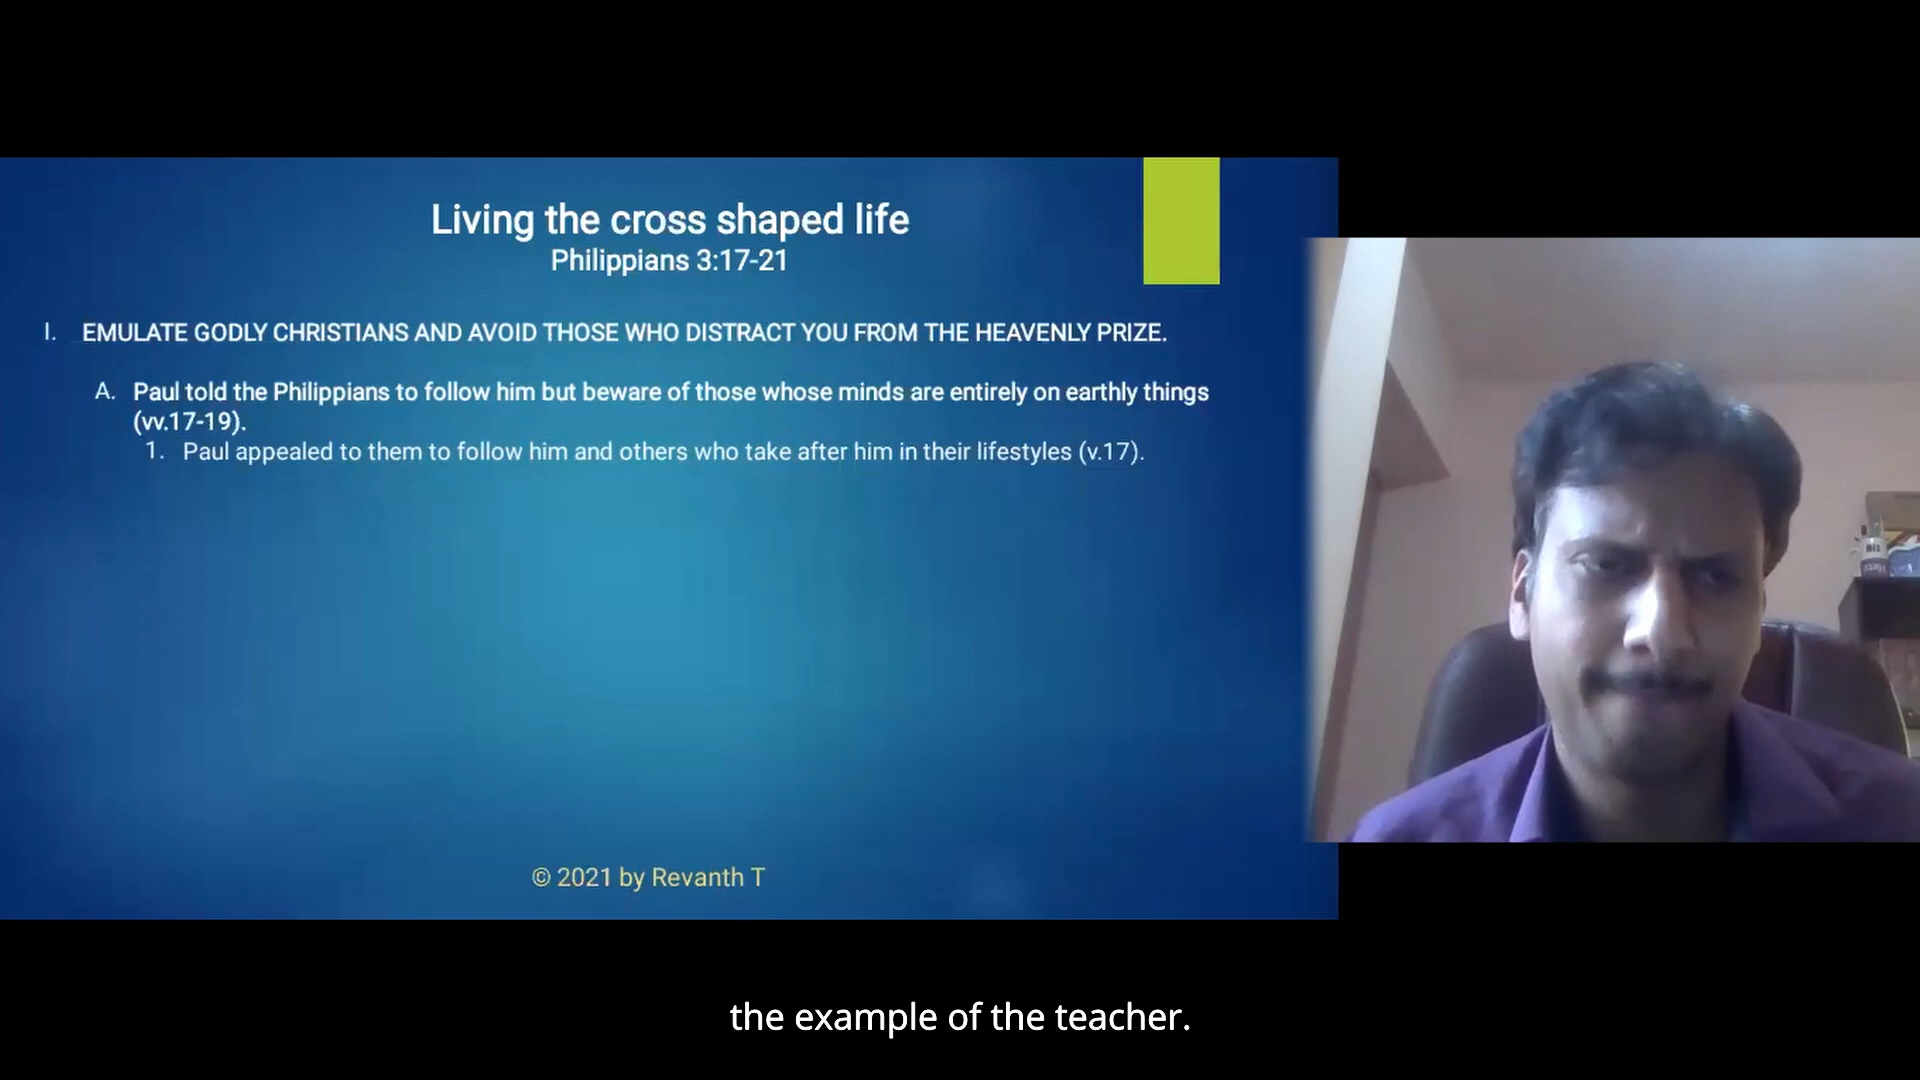 Living the cross shaped life
Philippians 3:17-21
I. EMULATE GODLY CHRISTIANS AND AVOID THOSE WHO DISTRACT YOU FROM THE HEAVENLY PRIZE.
A. Paul told the Philippians to follow him but beware of those whose minds are entirely on earthly things
(vv.17-19).
1. Paul appealed to them to follow him and others who take after him in their lifestyles (v.17).
© 2021 by Revanth T
the example of the teacher.